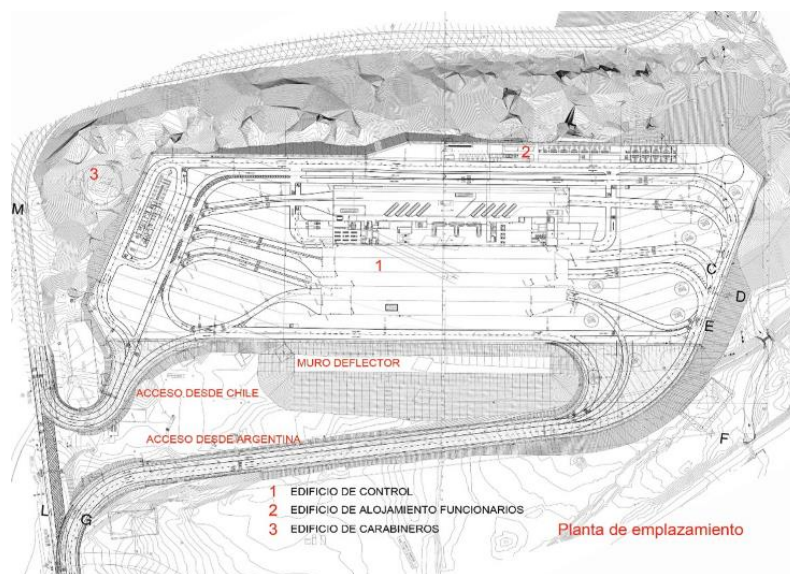 2
3
M
1
C
D
E
MURO DEFLECTOR
ACCESO DESDE CHILE
ACCESO DESDE ARGENTINA
F
1 EDIFICIO DE CONTROL
L
G
2 EDIFICIO DE ALOJAMIENTO FUNCIONARIOS
3 EDIFICIO DE CARABINEROS
Planta de emplazamiento